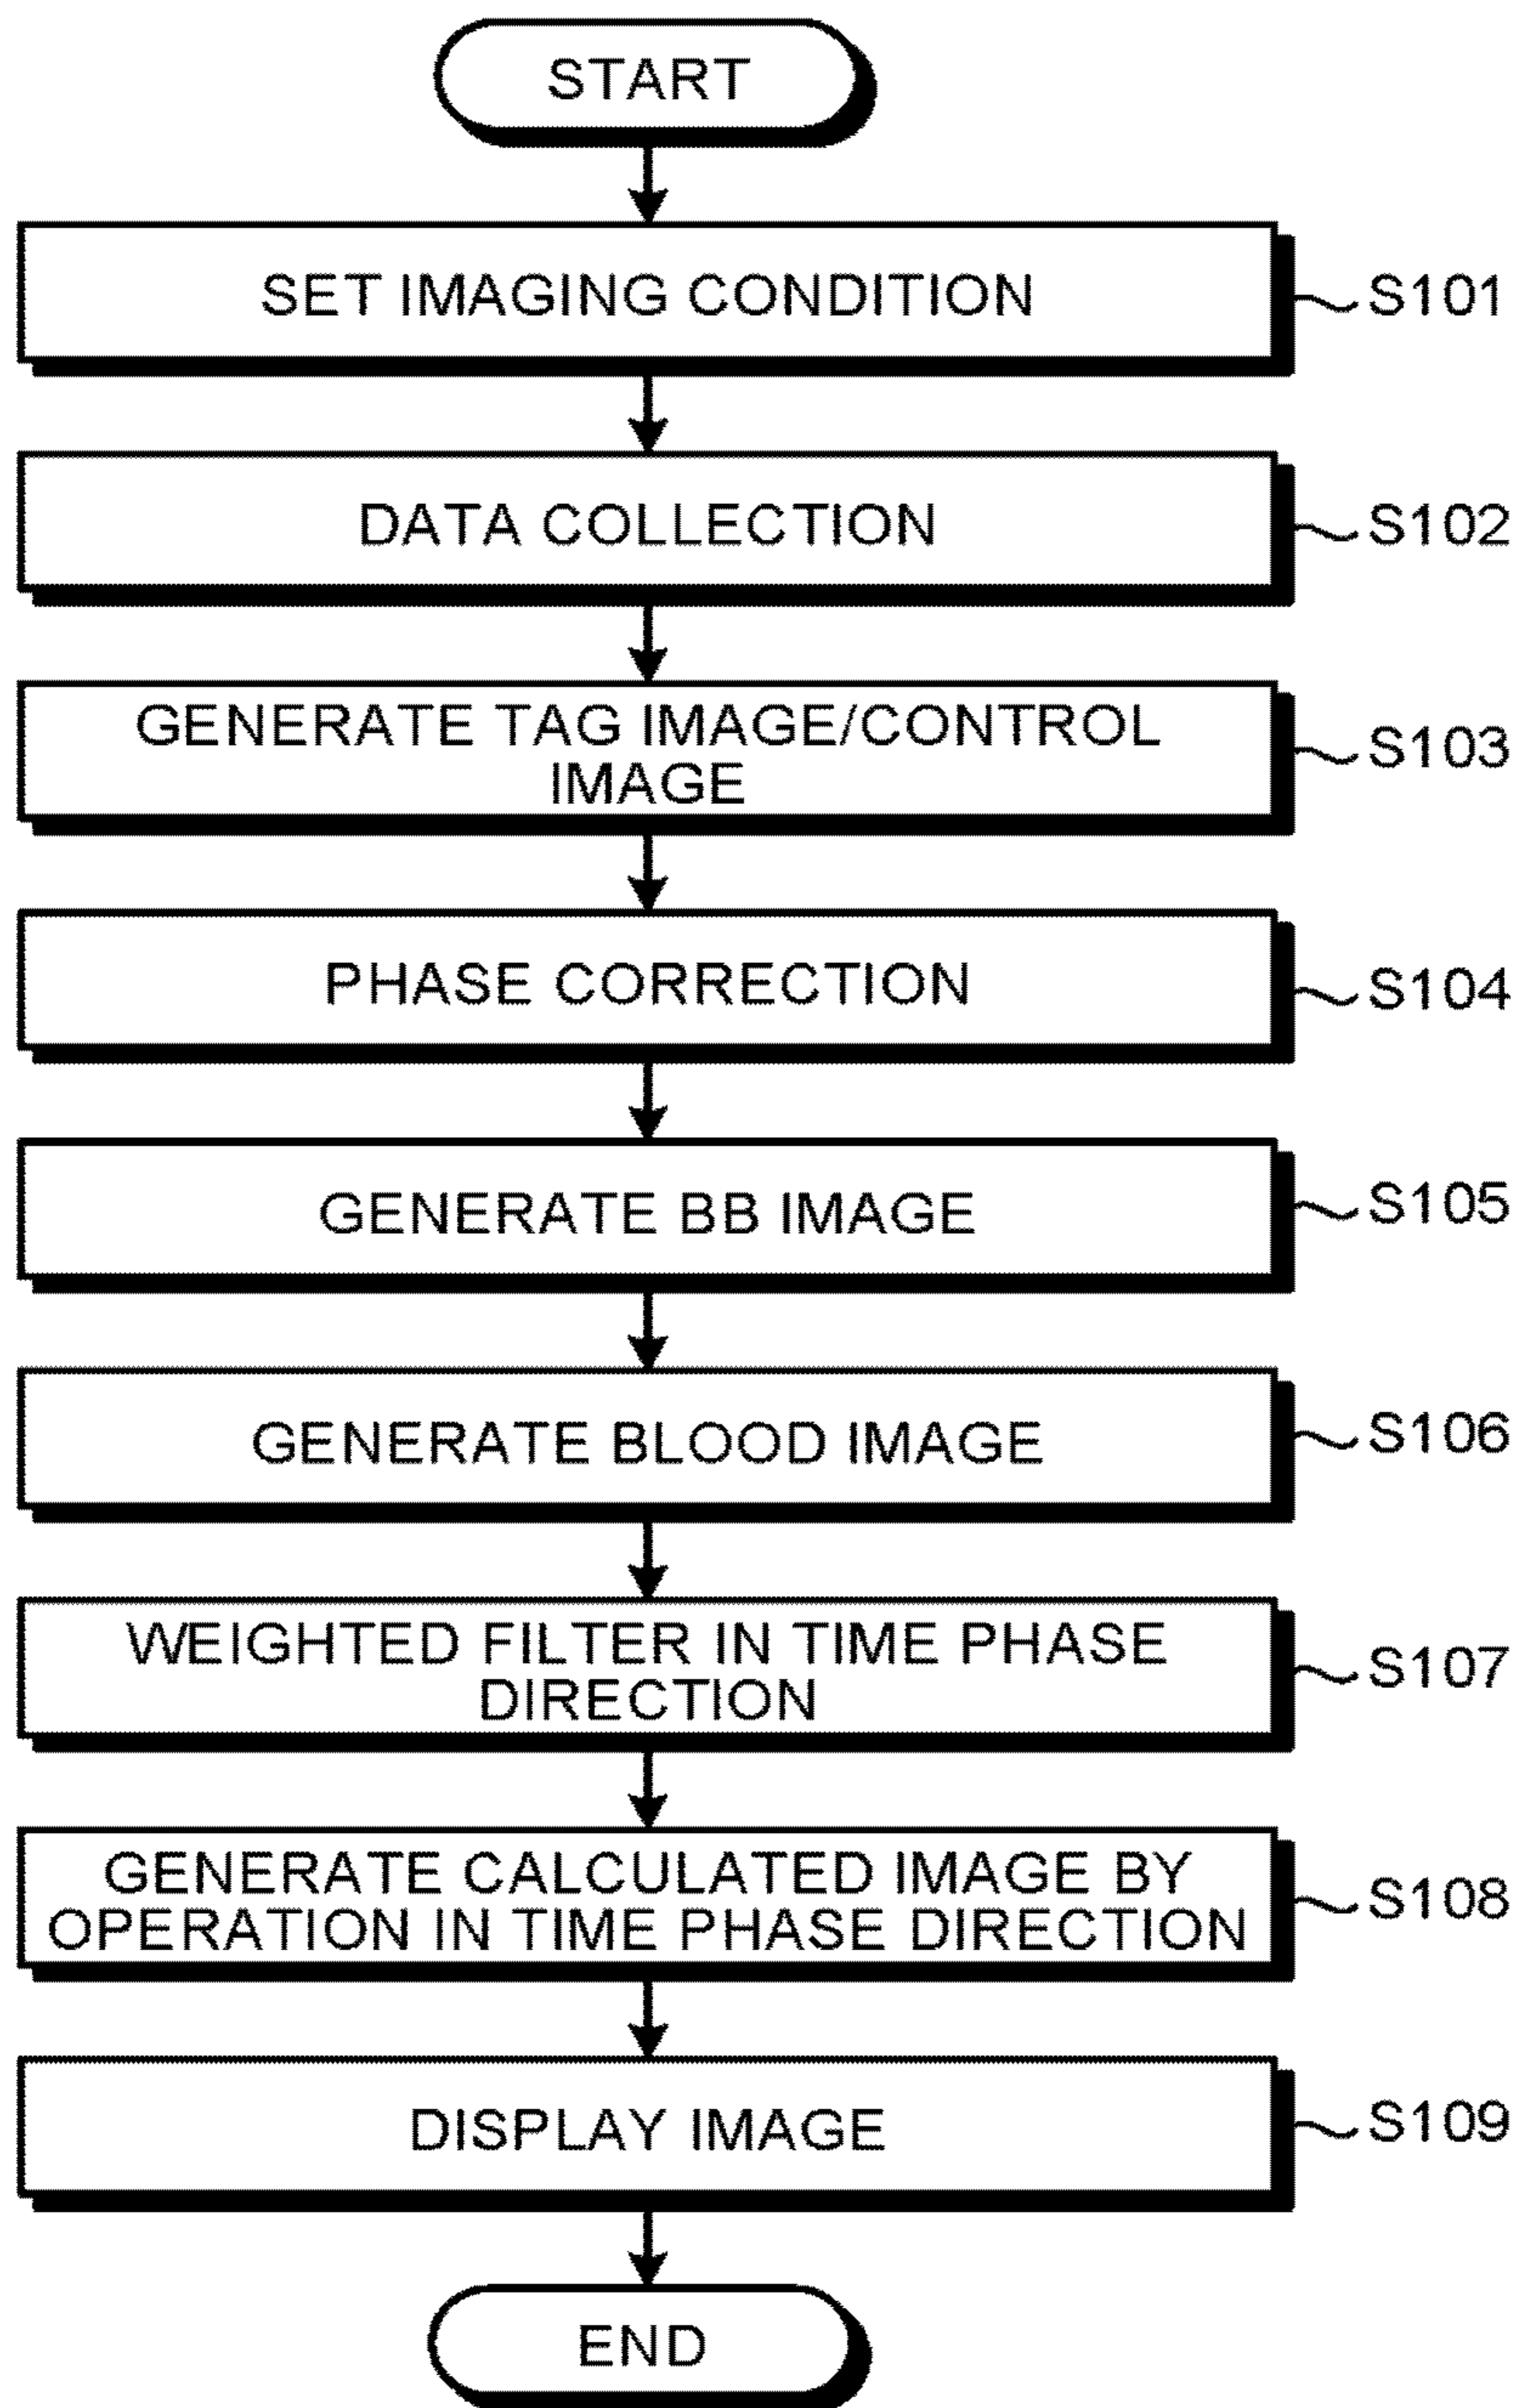 START
SET IMAGING CONDITION
S101
DATA COLLECTION
S102
GENERATE TAG IMAGE/CONTROL
IMAGE
S103
PHASE CORRECTION
S104
GENERATE BB IMAGE
S105
GENERATE BLOOD IMAGE
S106
WEIGHTED FILTER IN TIME PHASE
DIRECTION
S107
GENERATE CALCULATED IMAGE BY
OPERATION IN TIME PHASE DIRECTION
S108
DISPLAY IMAGE
S109
END